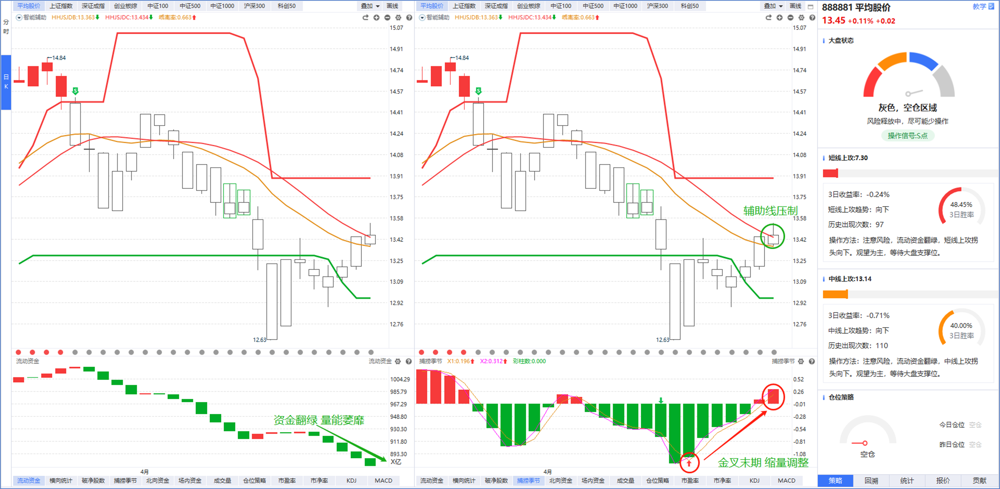 分时
日K
平均股价 上证指数 深证成指 创业板综 中证100 中证500 中证1000 沪深300 科创50 叠加 画线
智能辅助 HHJSJDB:13.363 HHJSJDC:13.434 乖离率:0.663
15.07
14.91
←14.84
14.74
S
14.57
14.41
14.24
14.08
13.91
13.75
13.58
13.42
13.25
13.09
12.92
12.76
12.63
流动资金 流动资金
1004.29
985.79
967.29
948.80
资金翻绿 量能萎靡
930.30
911.80
893.30
X亿
4月
流动资金 横向统计 破净股数 捕捞季节 北向资金 场内资金 成交量 仓位策略 市盈率 市净率 KDJ MACD
平均股价 上证指数 深证成指 创业板综 中证100 中证500 中证1000 沪深300 科创50 叠加 画线
智能辅助 HHJSJDB:13.363 HHJSJDC:13.434 乖离率:0.663
15.07
14.91
←14.84
14.74
S
14.57
14.41
14.24
14.08
13.91
13.75
辅助线压制
13.58
13.42
13.25
13.09
12.92
12.76
12.63
捕捞季节 X1:0.196 X2:0.312 彩柱数:0.000 捕捞季节
0.52
0.26
-0.01
-0.28
-0.54
-0.81
-1.08
金叉末期 缩量调整
4月
流动资金 横向统计 破净股数 捕捞季节 北向资金 场内资金 成交量 仓位策略 市盈率 市净率 KDJ MACD
888881 平均股价 教学
13.45 +0.11% +0.02
大盘状态
灰色，空仓区域
风险释放中，尽可能少操作
操作信号:S点
短线上攻:7.30
3日收益率：-0.24%
短线上攻趋势：向下
历史出现次数：97
48.45%
3日胜率
操作方法：注意风险，流动资金翻绿，短线上攻拐
头向下。观望为主，等待大盘支撑位。
中线上攻:13.14
3日收益率：-0.71%
中线上攻趋势：向下
历史出现次数：110
40.00%
3日胜率
操作方法：注意风险，流动资金翻绿，中线上攻拐
头向下。观望为主，等待大盘支撑位。
仓位策略
今日仓位 空仓
昨日仓位 空仓
空仓
策略 回溯 统计 报价 贡献